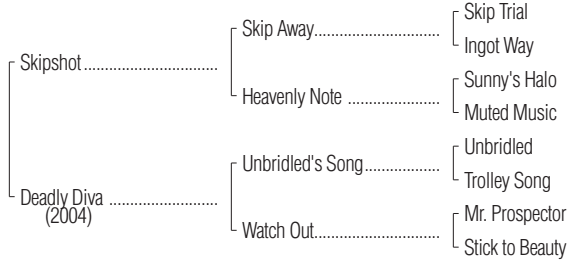 Skip Trial
Skip Away
Ingot Way
Skipshot
Sunny's Halo
Heavenly Note
Muted Music
Unbridled
Unbridled's Song
Trolley Song
Deadly Diva
(2004)
Mr. Prospector
Watch Out
Stick to Beauty